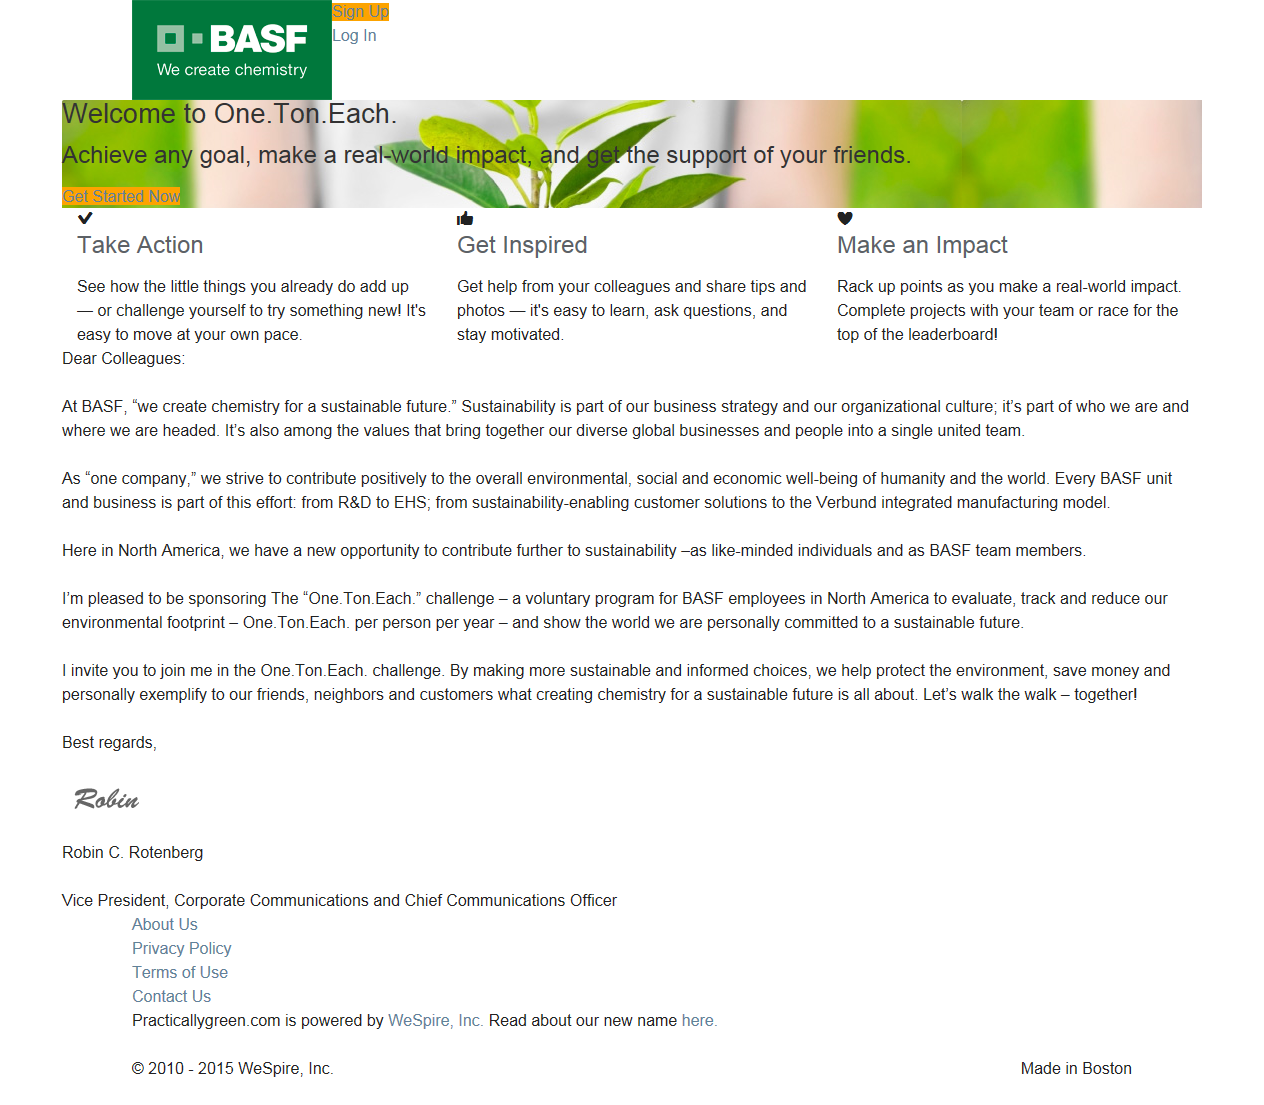 BASF
We create chemistry
Sign Up
Log In
Welcome to One.Ton.Each.
Achieve any goal, make a real-world impact, and get the support of your friends.
Get Started Now
Take Action
See how the little things you already do add up
— or challenge yourself to try something new! It's
easy to move at your own pace.
Get Inspired
Get help from your colleagues and share tips and
photos — it's easy to learn, ask questions, and
stay motivated.
Make an Impact
Rack up points as you make a real-world impact.
Complete projects with your team or race for the
top of the leaderboard!
Dear Colleagues:
At BASF, “we create chemistry for a sustainable future.” Sustainability is part of our business strategy and our organizational culture; it’s part of who we are and
where we are headed. It’s also among the values that bring together our diverse global businesses and people into a single united team.
As “one company,” we strive to contribute positively to the overall environmental, social and economic well-being of humanity and the world. Every BASF unit
and business is part of this effort: from R&D to EHS; from sustainability-enabling customer solutions to the Verbund integrated manufacturing model.
Here in North America, we have a new opportunity to contribute further to sustainability –as like-minded individuals and as BASF team members.
I’m pleased to be sponsoring The “One.Ton.Each.” challenge – a voluntary program for BASF employees in North America to evaluate, track and reduce our
environmental footprint – One.Ton.Each. per person per year – and show the world we are personally committed to a sustainable future.
I invite you to join me in the One.Ton.Each. challenge. By making more sustainable and informed choices, we help protect the environment, save money and
personally exemplify to our friends, neighbors and customers what creating chemistry for a sustainable future is all about. Let’s walk the walk – together!
Best regards,
Robin
Robin C. Rotenberg
Vice President, Corporate Communications and Chief Communications Officer
About Us
Privacy Policy
Terms of Use
Contact Us
Practicallygreen.com is powered by WeSpire, Inc. Read about our new name here.
© 2010 - 2015 WeSpire, Inc.
Made in Boston